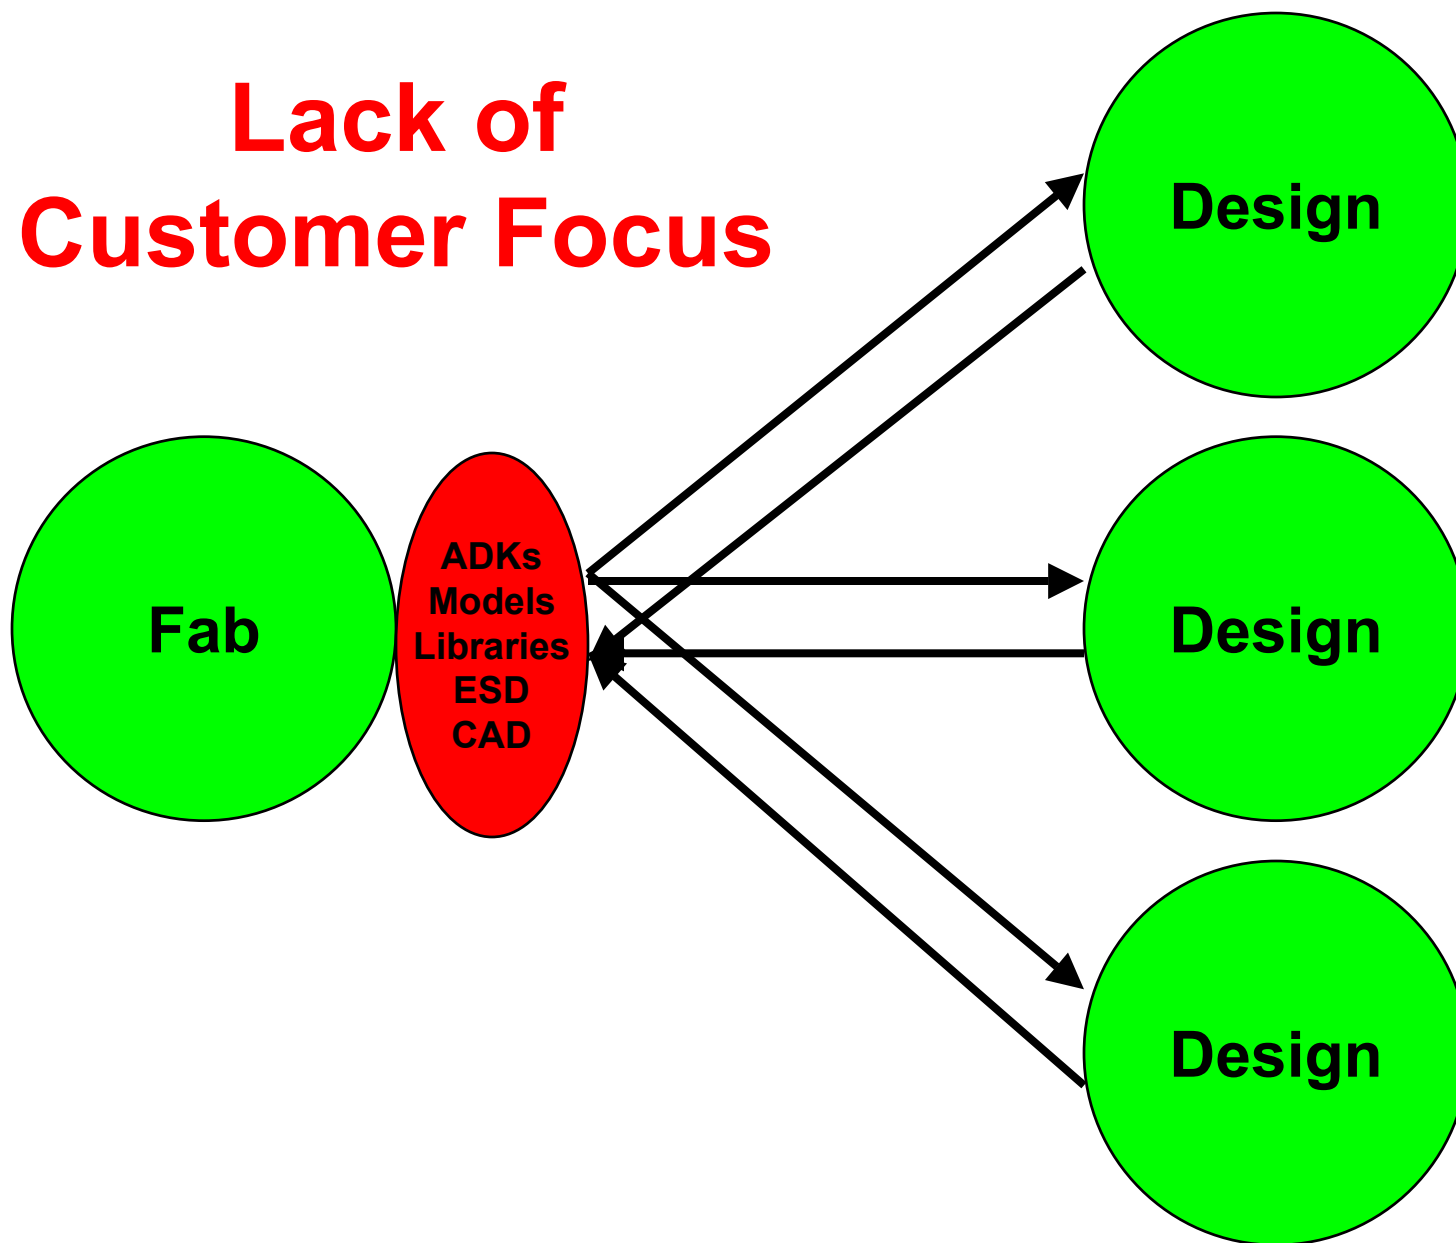 Lack of
Customer Focus
Design
Fab
ADKs
Models
Libraries
ESD
CAD
Design
Design